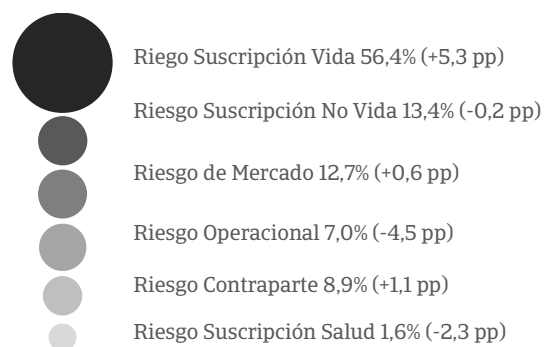 Riego Suscripción Vida 56,4% (+5,3 pp)
Riesgo Suscripción No Vida 13,4% (-0,2 pp)
Riesgo de Mercado 12,7% (+0,6 pp)
Riesgo Operacional 7,0% (-4,5 pp)
Riesgo Contraparte 8,9% (+1,1 pp)
Riesgo Suscripción Salud 1,6% (-2,3 pp)